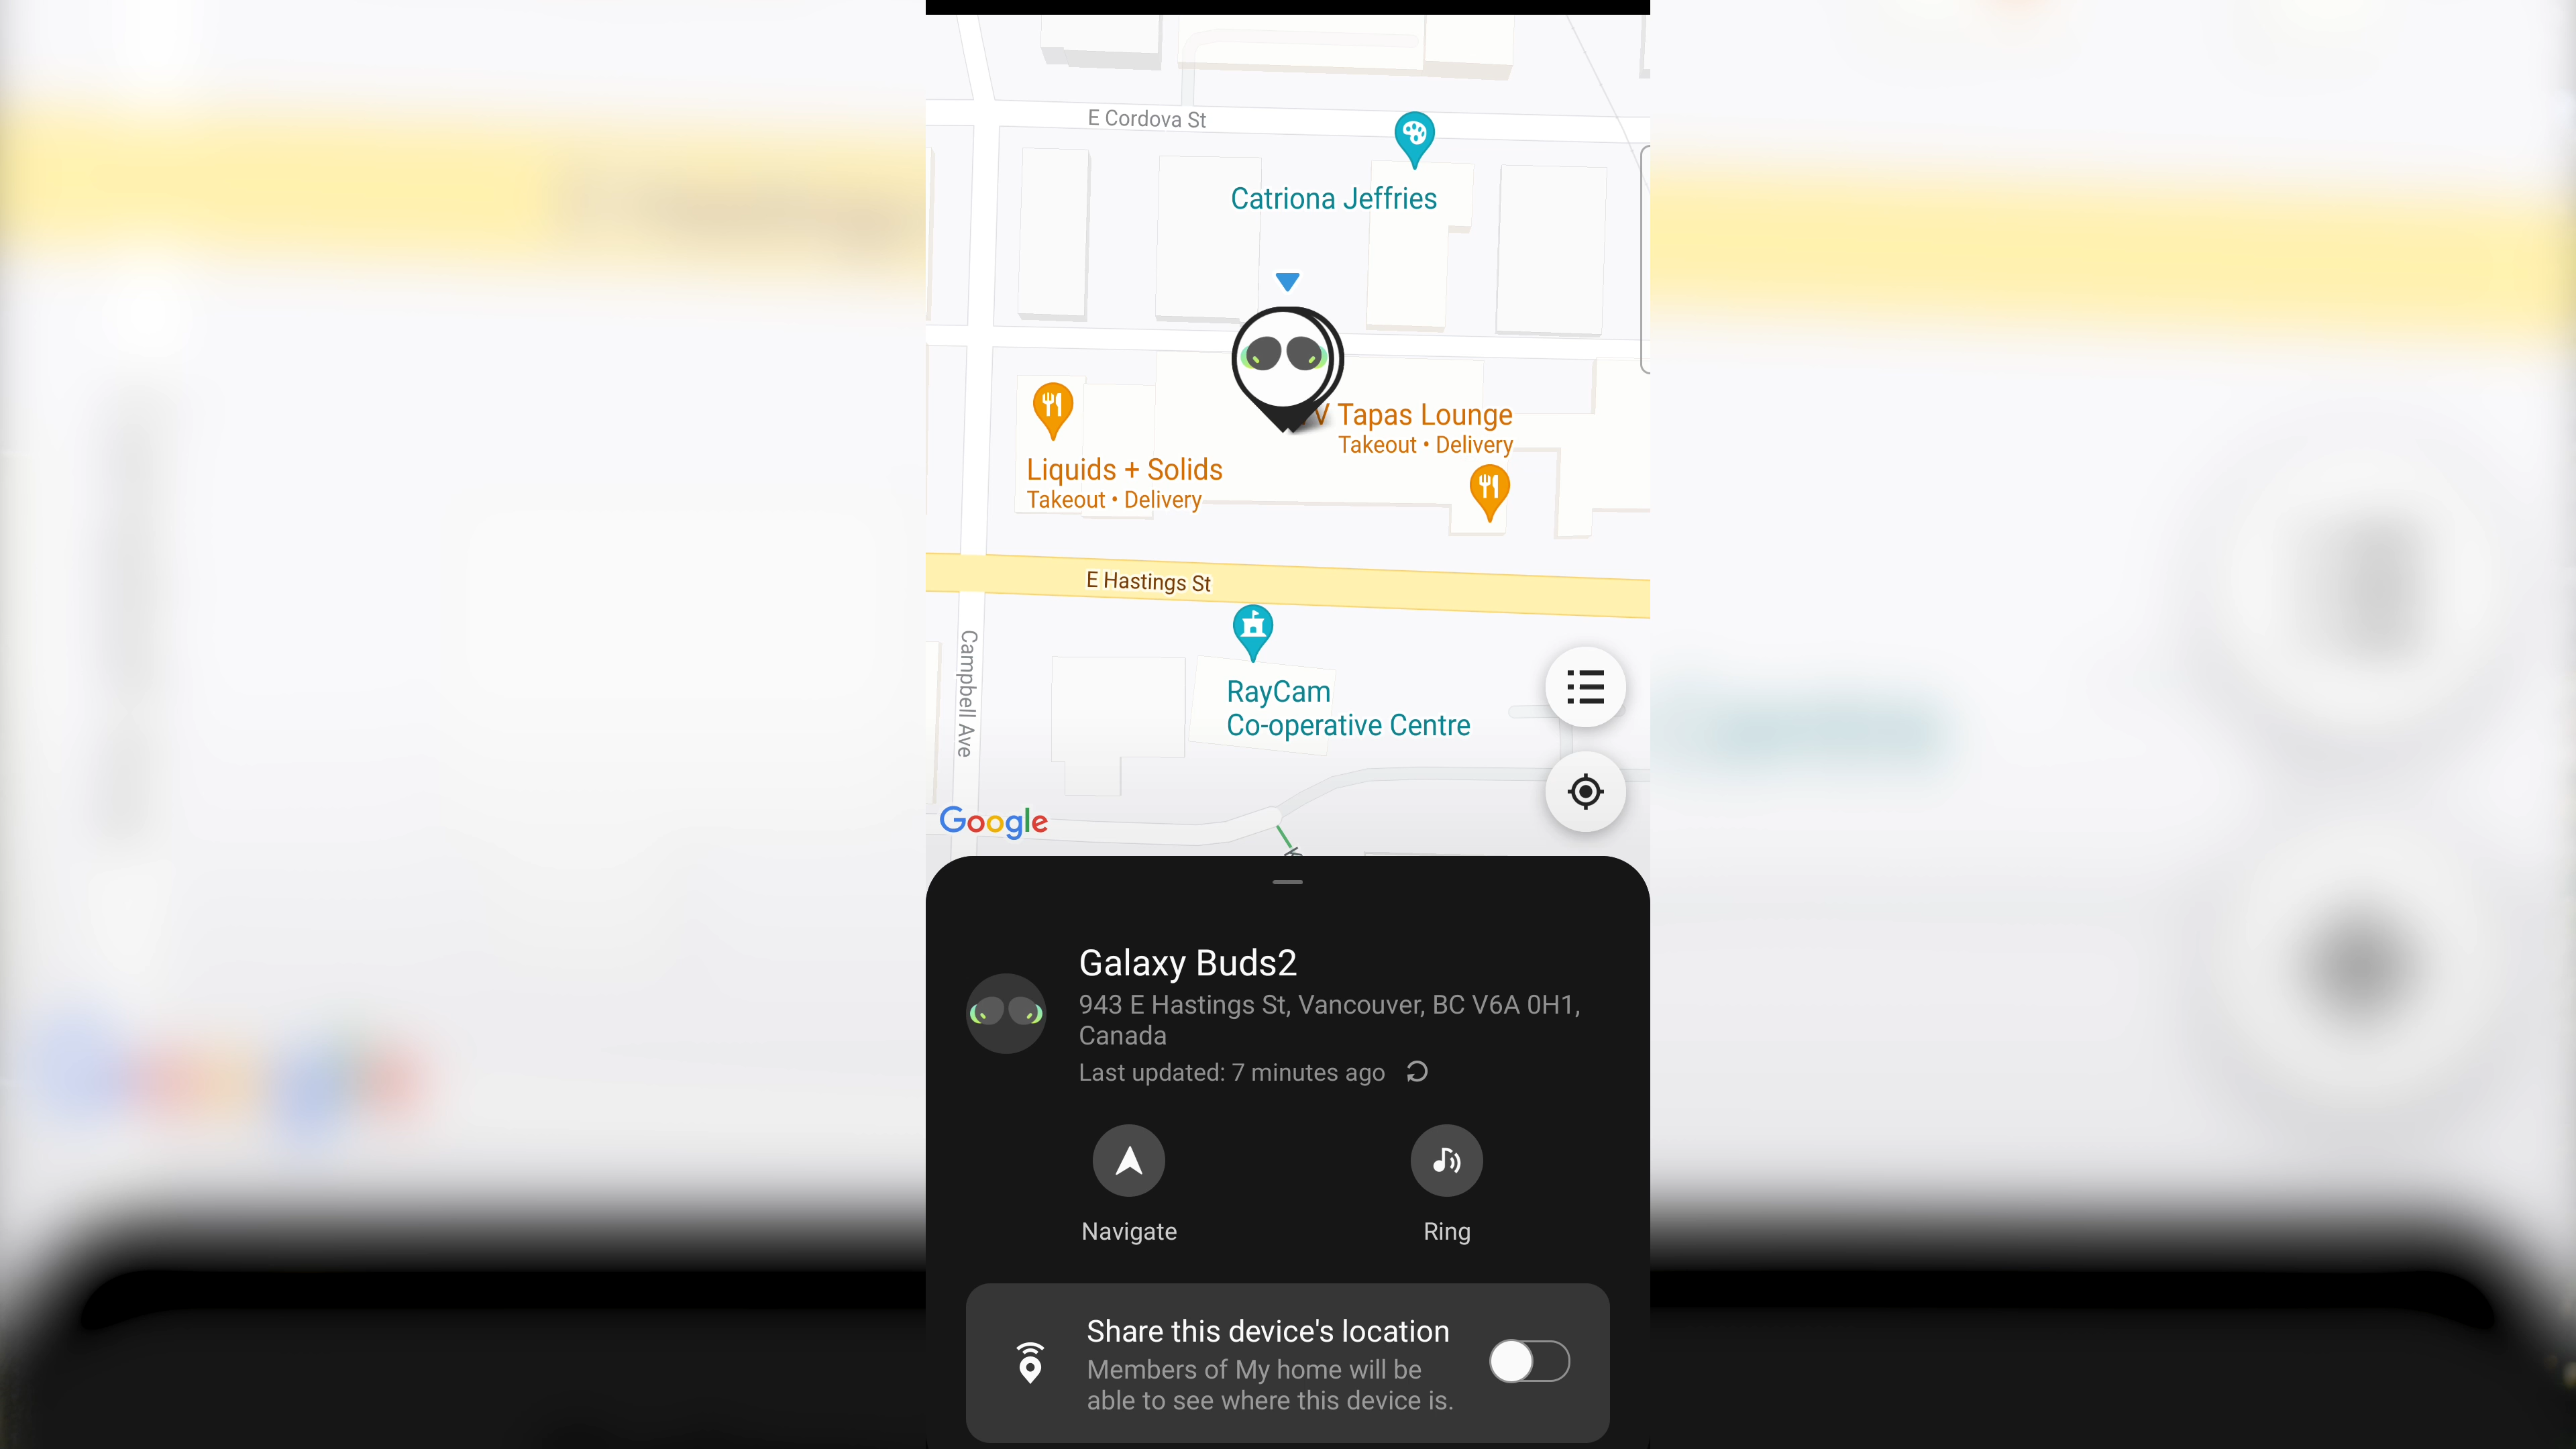 E Cordova St
Catriona Jeffries
V Tapas Lounge
Takeout • Delivery
Liquids + Solids
Takeout • Delivery
E Hastings St
Campbell Ave
RayCam
Co-operative Centre
Google
Galaxy Buds2
943 E Hastings St, Vancouver, BC V6A 0H1,
Canada
Last updated: 7 minutes ago
Navigate
Ring
Share this device's location
Members of My home will be
able to see where this device is.